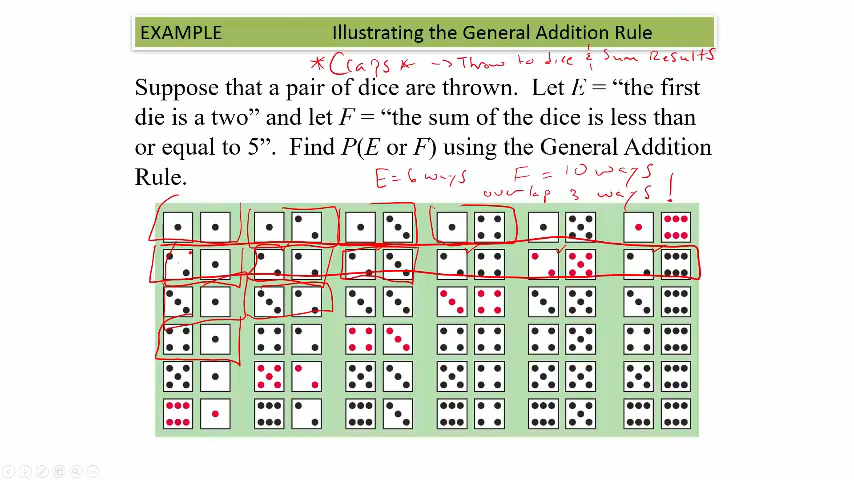 EXAMPLE Illustrating the General Addition Rule
*Craps* → Throw to dice & Sum Results
Suppose that a pair of dice are thrown. Let E = “the first
die is a two” and let F = “the sum of the dice is less than
or equal to 5”. Find P(E or F) using the General Addition
Rule.
E = 6 ways F = 10 ways
overlap 3 ways!